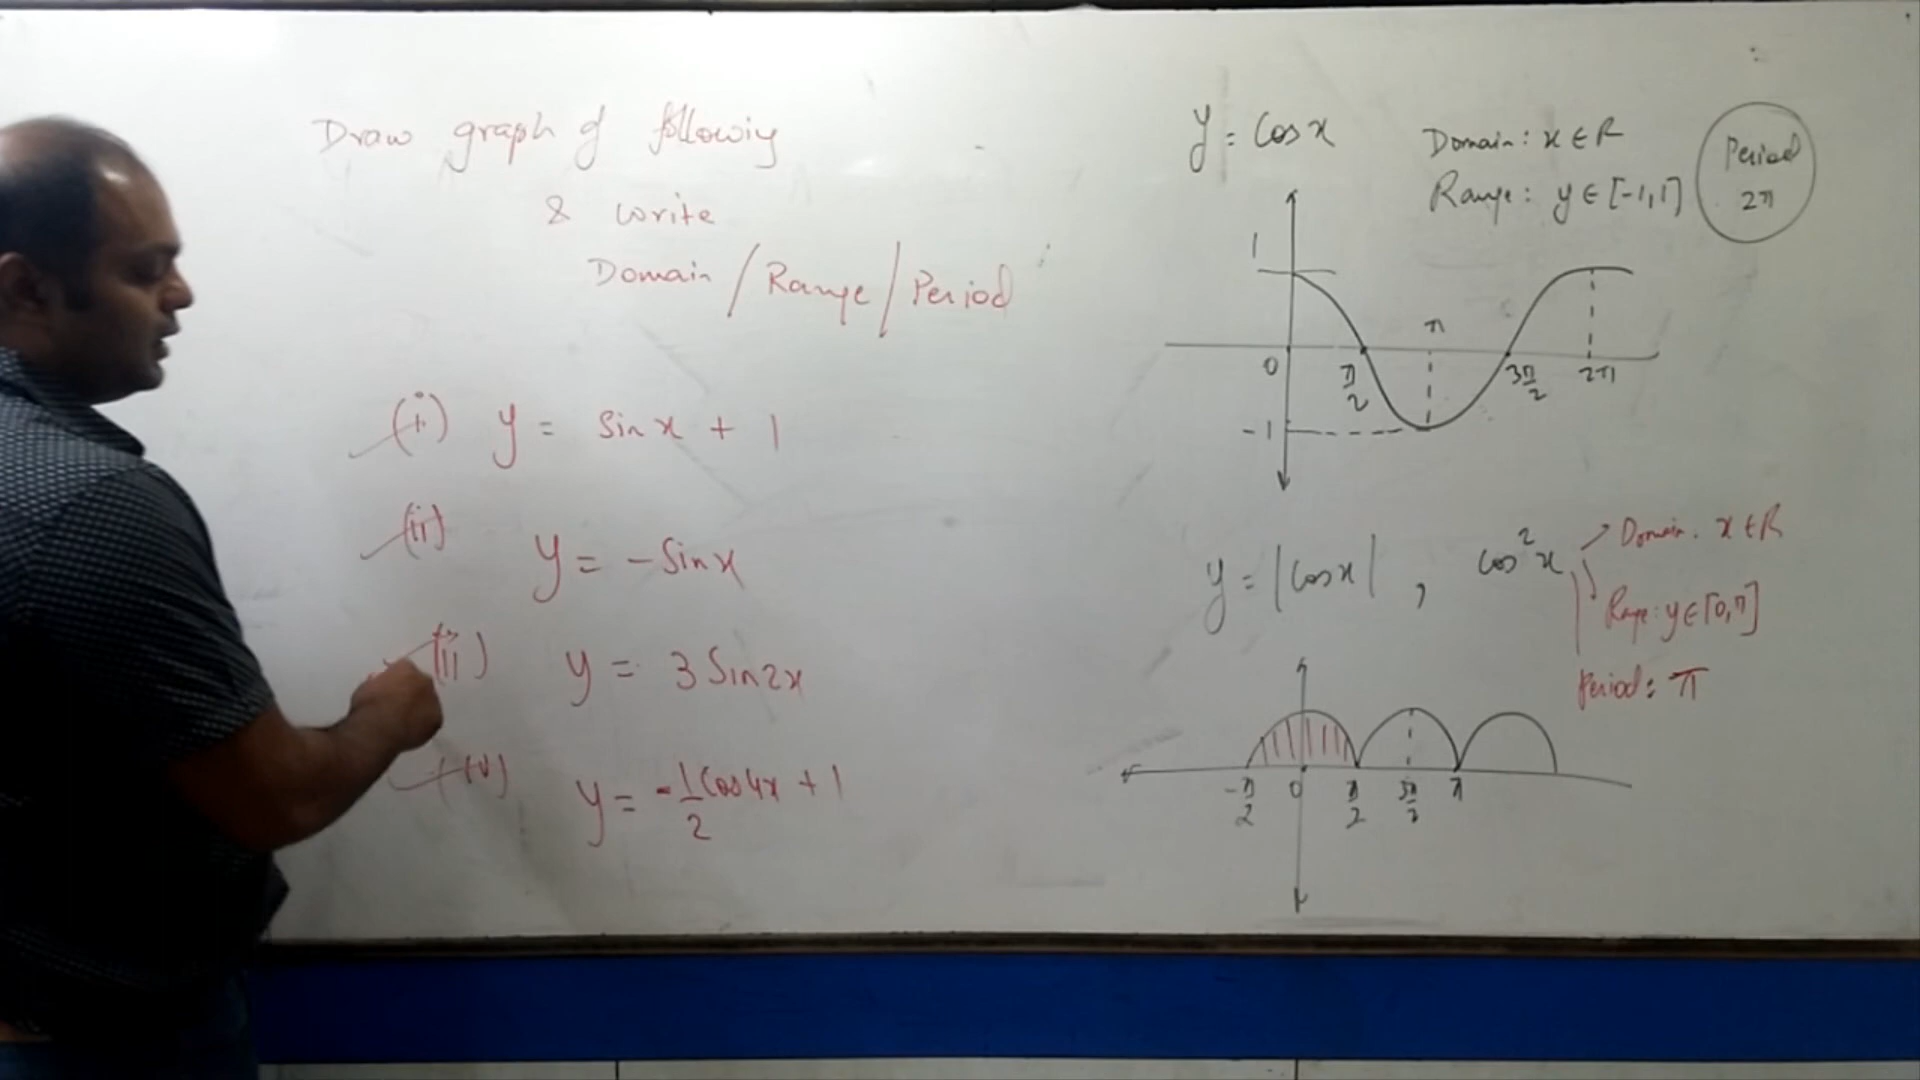 Draw graph of following
& write
Domain / Range / Period
(i) y = sin x + 1
(ii) y = - sin x
(iii) y = 3 sin 2x
(iv) y = -1/2 cos 4x + 1
y = cos x
Domain : x ∈ R
Range : y ∈ [-1, 1]
Period
2π
1
π
0
π/2
3π/2
2π
-1
y = |cos x| , cos² x
Domain. x ∈ R
Range : y ∈ [0, π]
Period : π
-π/2 0 π/2 3π/2 π